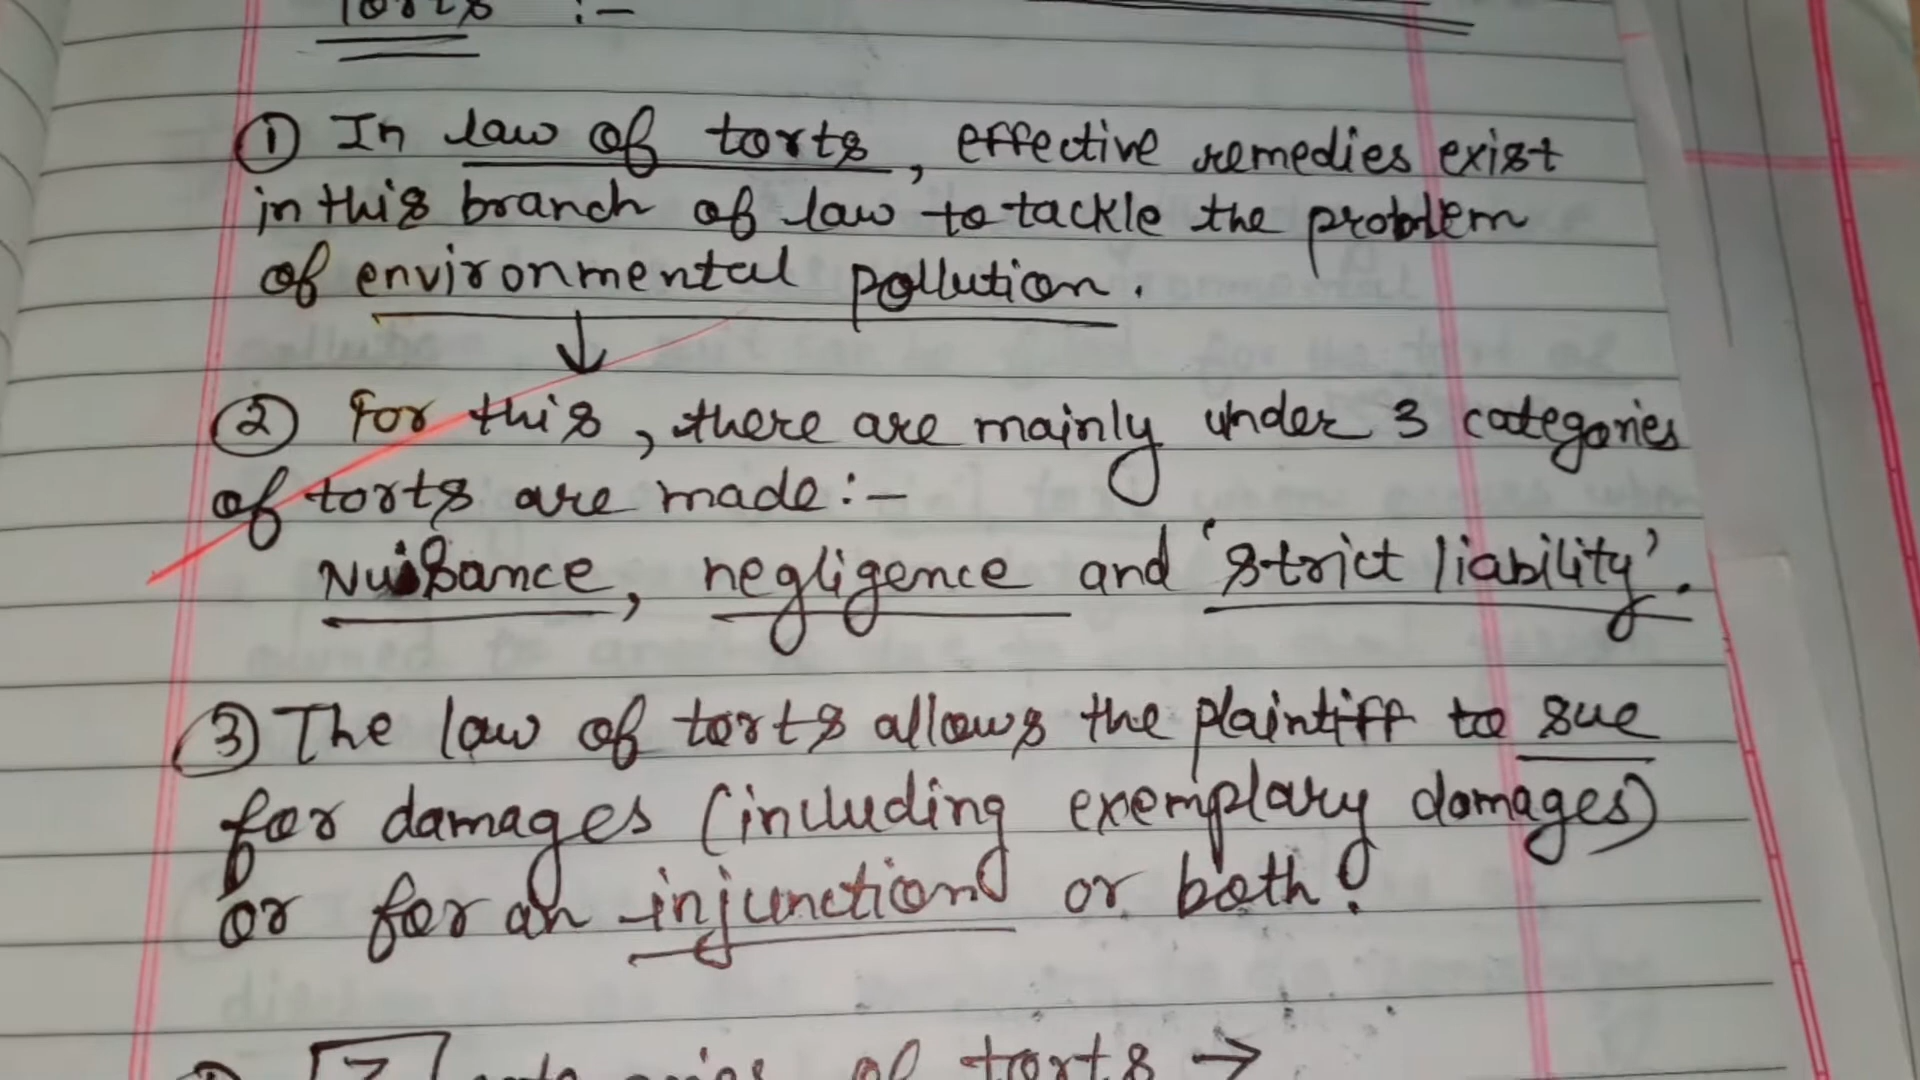 Torts :-
① In law of torts, effective remedies exist
in this branch of law to tackle the problem
of environmental pollution.
↓
② For this, there are mainly under 3 categories
of torts are made:-
Nuisance, negligence and 'strict liability'.
③ The law of torts allows the plaintiff to sue
for damages (including exemplary damages)
or for an injunction or both.
of torts →